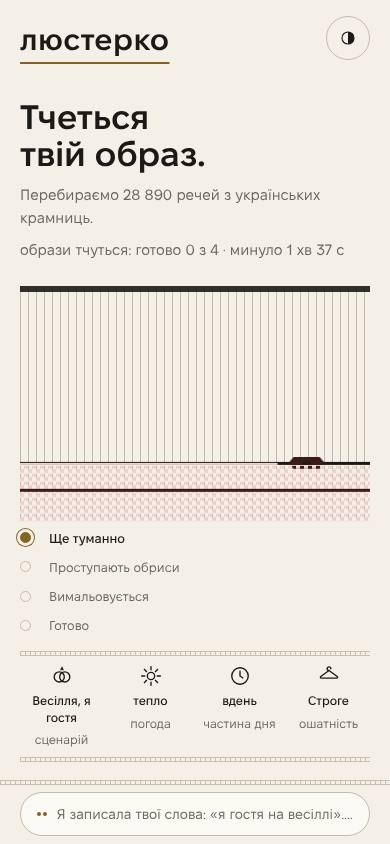 люстерко
Тчеться
твій образ.
Перебираємо 28 890 речей з українських
крамниць.
образи тчуться: готово 0 з 4 · минуло 1 хв 37 с
Ще туманно
Проступають обриси
Вимальовується
Готово
Весілля, я
гостя
сценарій
тепло
погода
вдень
частина дня
Строге
ошатність
Я записала твої слова: «я гостя на весіллі»....